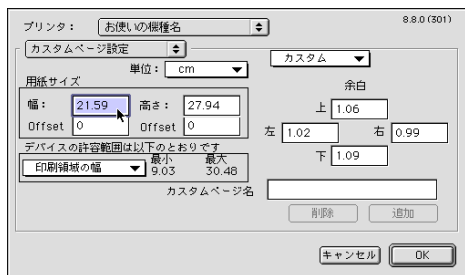 プリンタ： お使いの機種名 8.8.0 (301)
カスタムページ設定 カスタム
単位： cm
用紙サイズ 余白
幅： 21.59 高さ： 27.94 上 1.06
Offset 0 Offset 0 左 1.02 右 0.99
デバイスの許容範囲は以下のとおりです 下 1.09
最小 最大
印刷領域の幅 9.03 30.48
カスタムページ名
削除 追加
キャンセル OK